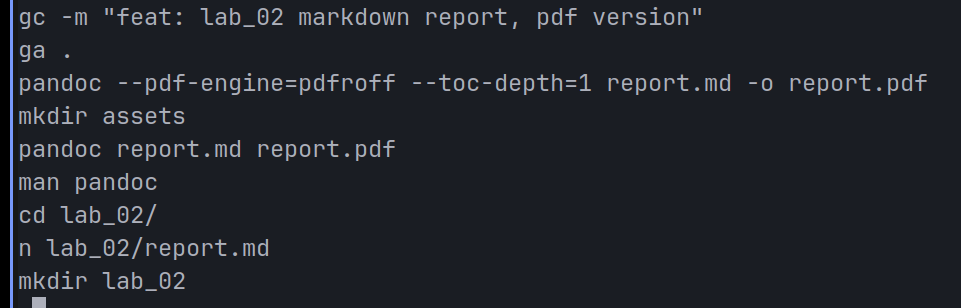 gc -m "feat: lab_02 markdown report, pdf version"
ga .
pandoc --pdf-engine=pdfroff --toc-depth=1 report.md -o report.pdf
mkdir assets
pandoc report.md report.pdf
man pandoc
cd lab_02/
n lab_02/report.md
mkdir lab_02